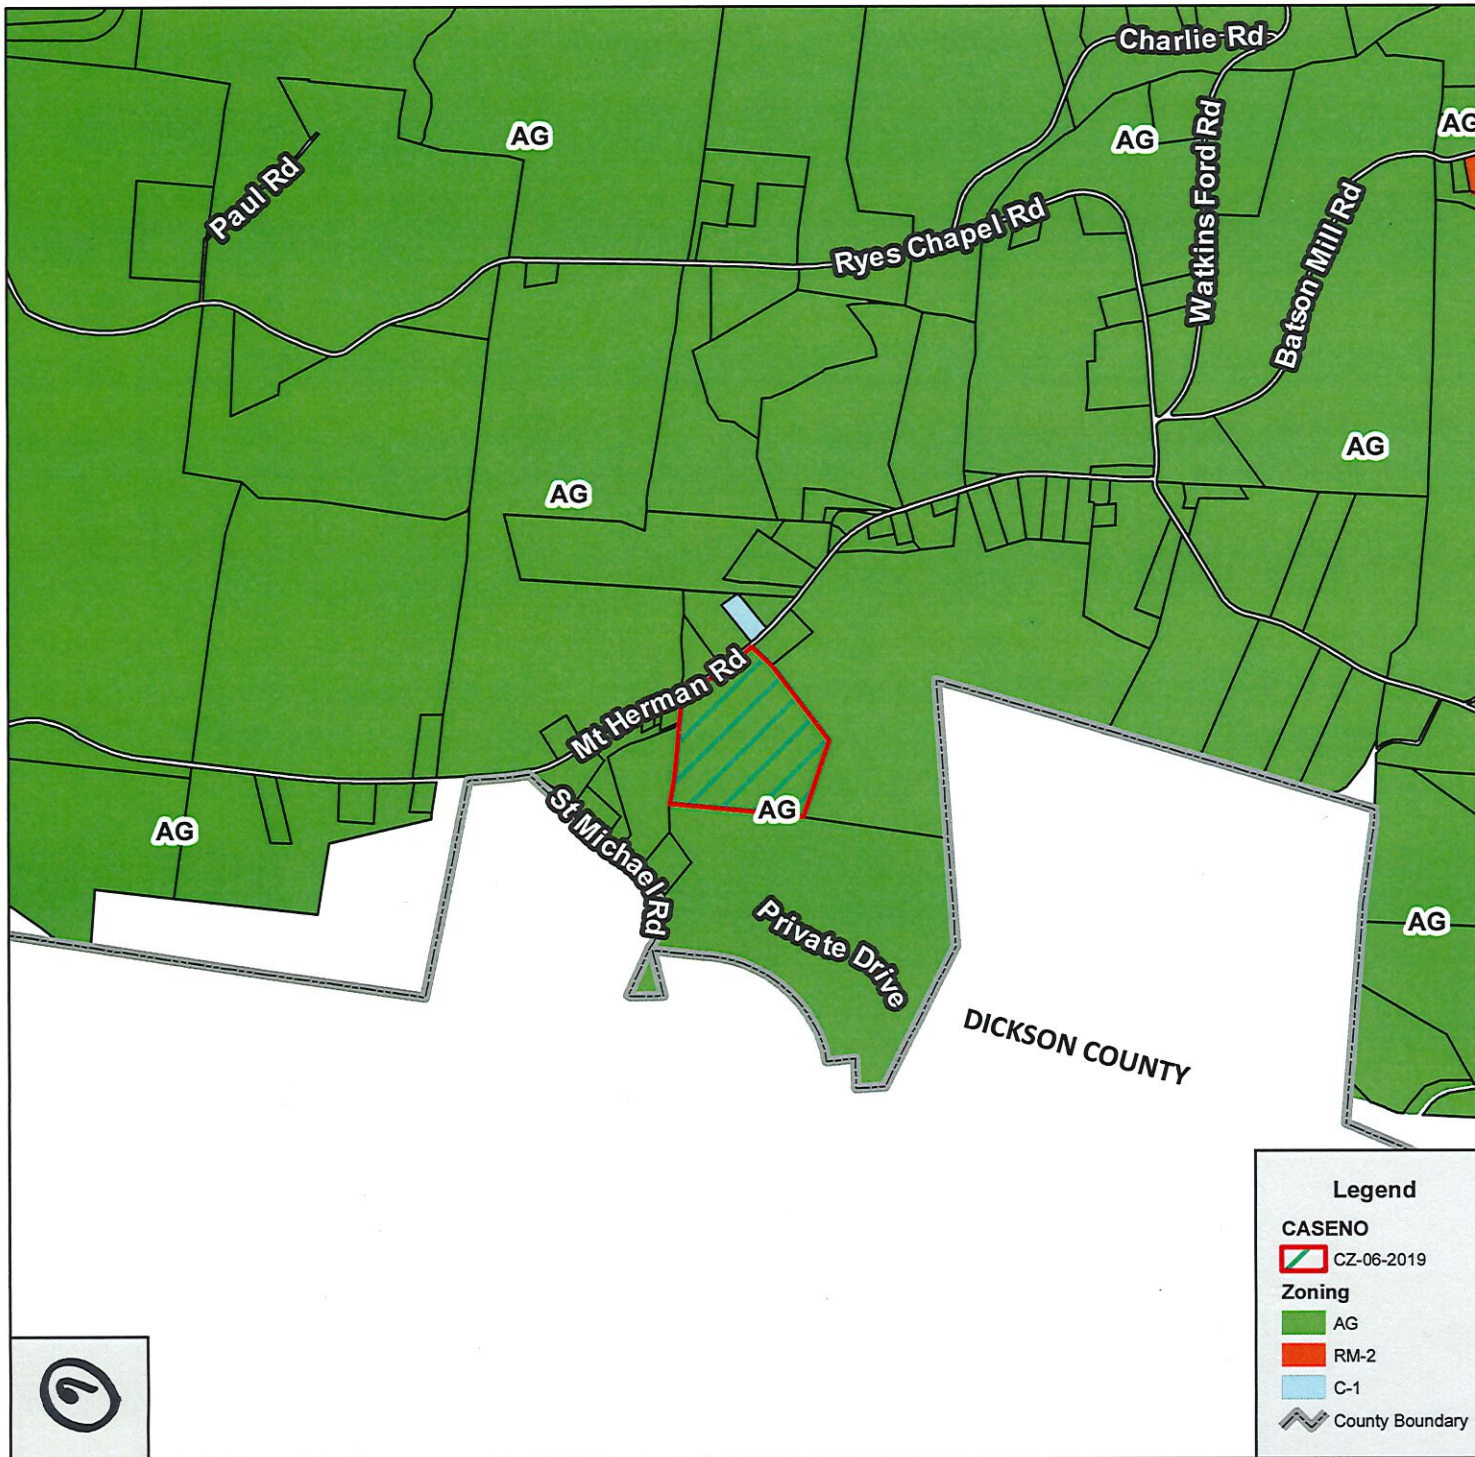 Charlie Rd
AG
AG
AG
Paul Rd
Watkins Ford Rd
Batson Mill Rd
Ryes Chapel Rd
AG
AG
Mt Herman Rd
AG
AG
St Michael Rd
AG
Private Drive
DICKSON COUNTY
Legend
CASENO
CZ-06-2019
Zoning
AG
RM-2
C-1
County Boundary